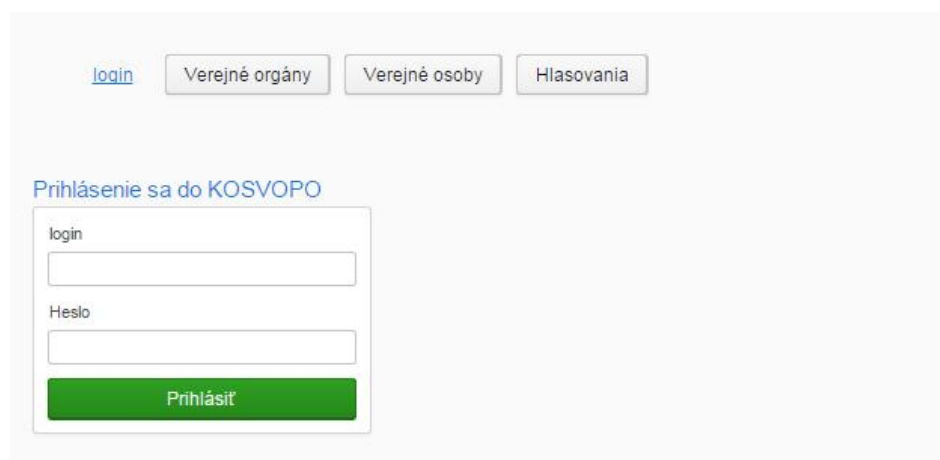 login Verejné orgány Verejné osoby Hlasovania
Prihlásenie sa do KOSVOPO
login
Heslo
Prihlásiť